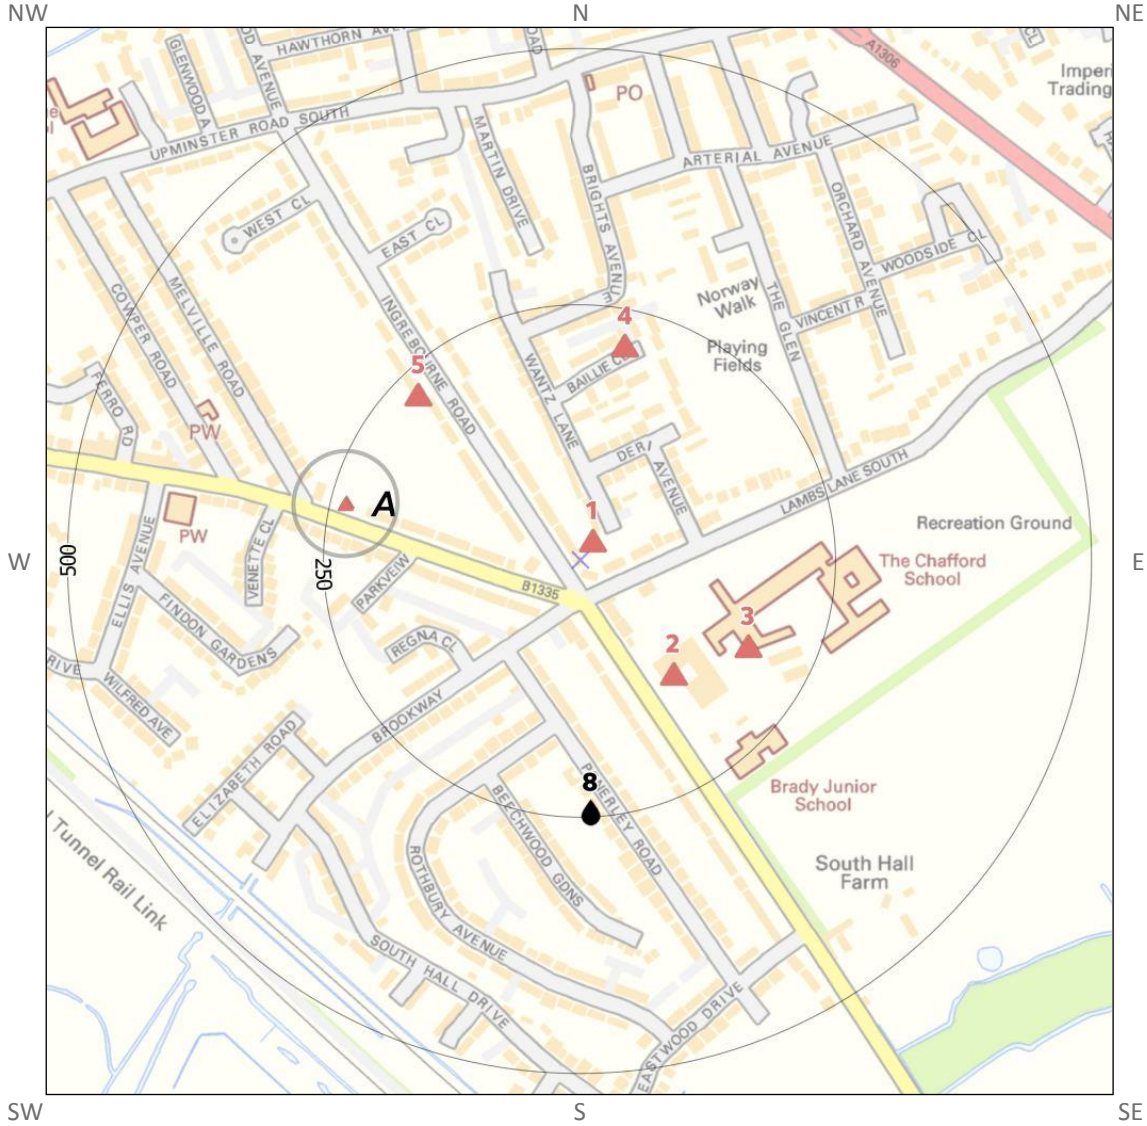 NW
N
NE
HAWTHORN AVE
GLENWOOD A
OD AVENUE
OAD
A1306
CL
Imperi
Trading
PO
UPMINSTER ROAD SOUTH
MARTIN DRIVE
BRIGHTS AVENUE
ARTERIAL AVENUE
ORCHARD AVENUE
WEST CL
EAST CL
WOODSIDE CL
COWPER ROAD
MELVILLE ROAD
INGREBOURNE ROAD
Norway
Walk
THE GLEN
VINCENT R
4
Playing
Fields
5
WANTZ LANE
BAILLIE C
FERRO RD
PW
DERI AVENUE
LAMBS LANE SOUTH
A
1
PW
Recreation Ground
W
500
250
E
VENETTE CL
ELLIS AVENUE
PARKVEIW
B1335
The Chafford
School
FINDON GARDENS
REGNA CL
2
3
RIVE
WILFRED AVE
BROOKWAY
ELIZABETH ROAD
8
BEECHWOOD GDNS
ROAD
Brady Junior
School
Tunnel Rail Link
South Hall
Farm
ROTHBURY AVENUE
SOUTH HALL DRIVE
EASTWOOD DRIVE
SW
S
SE